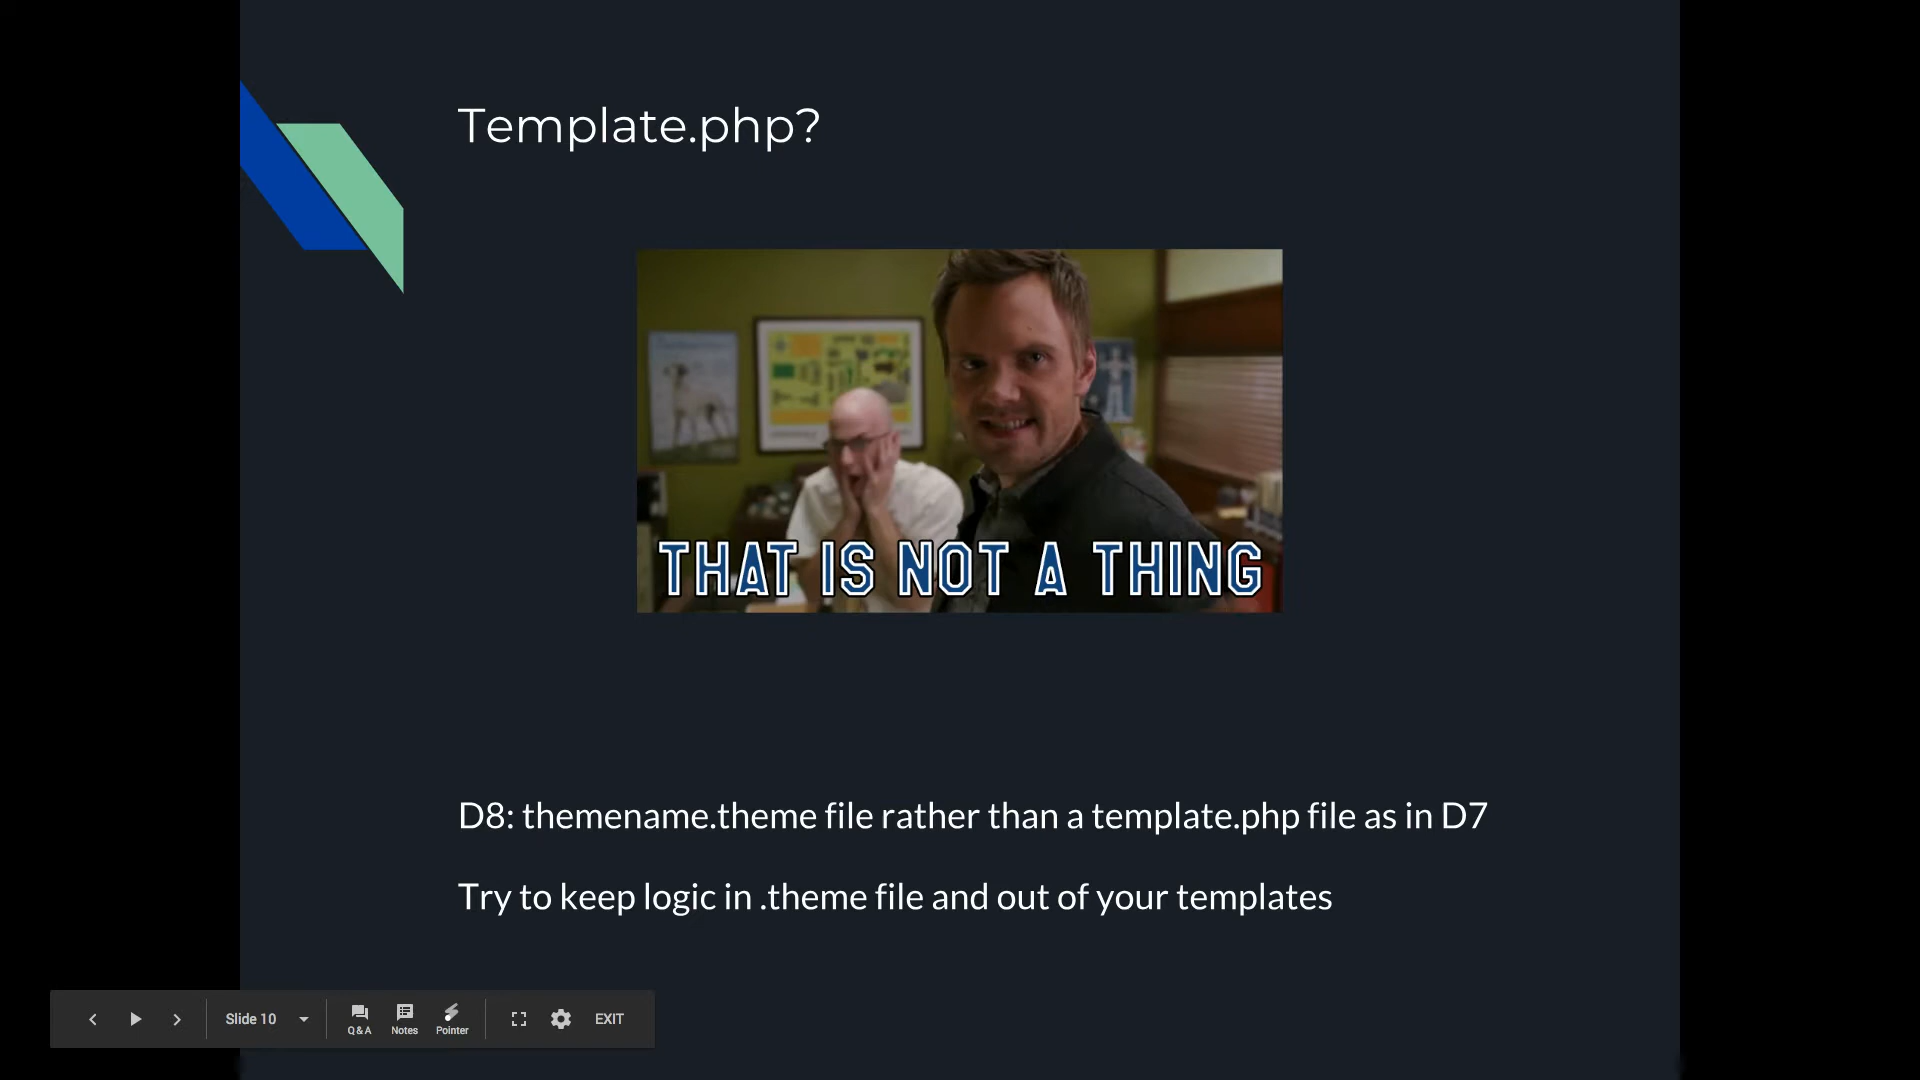 Template.php?
THAT IS NOT A THING
D8: themename.theme file rather than a template.php file as in D7
Try to keep logic in .theme file and out of your templates
Slide 10
Q & A
Notes
Pointer
EXIT